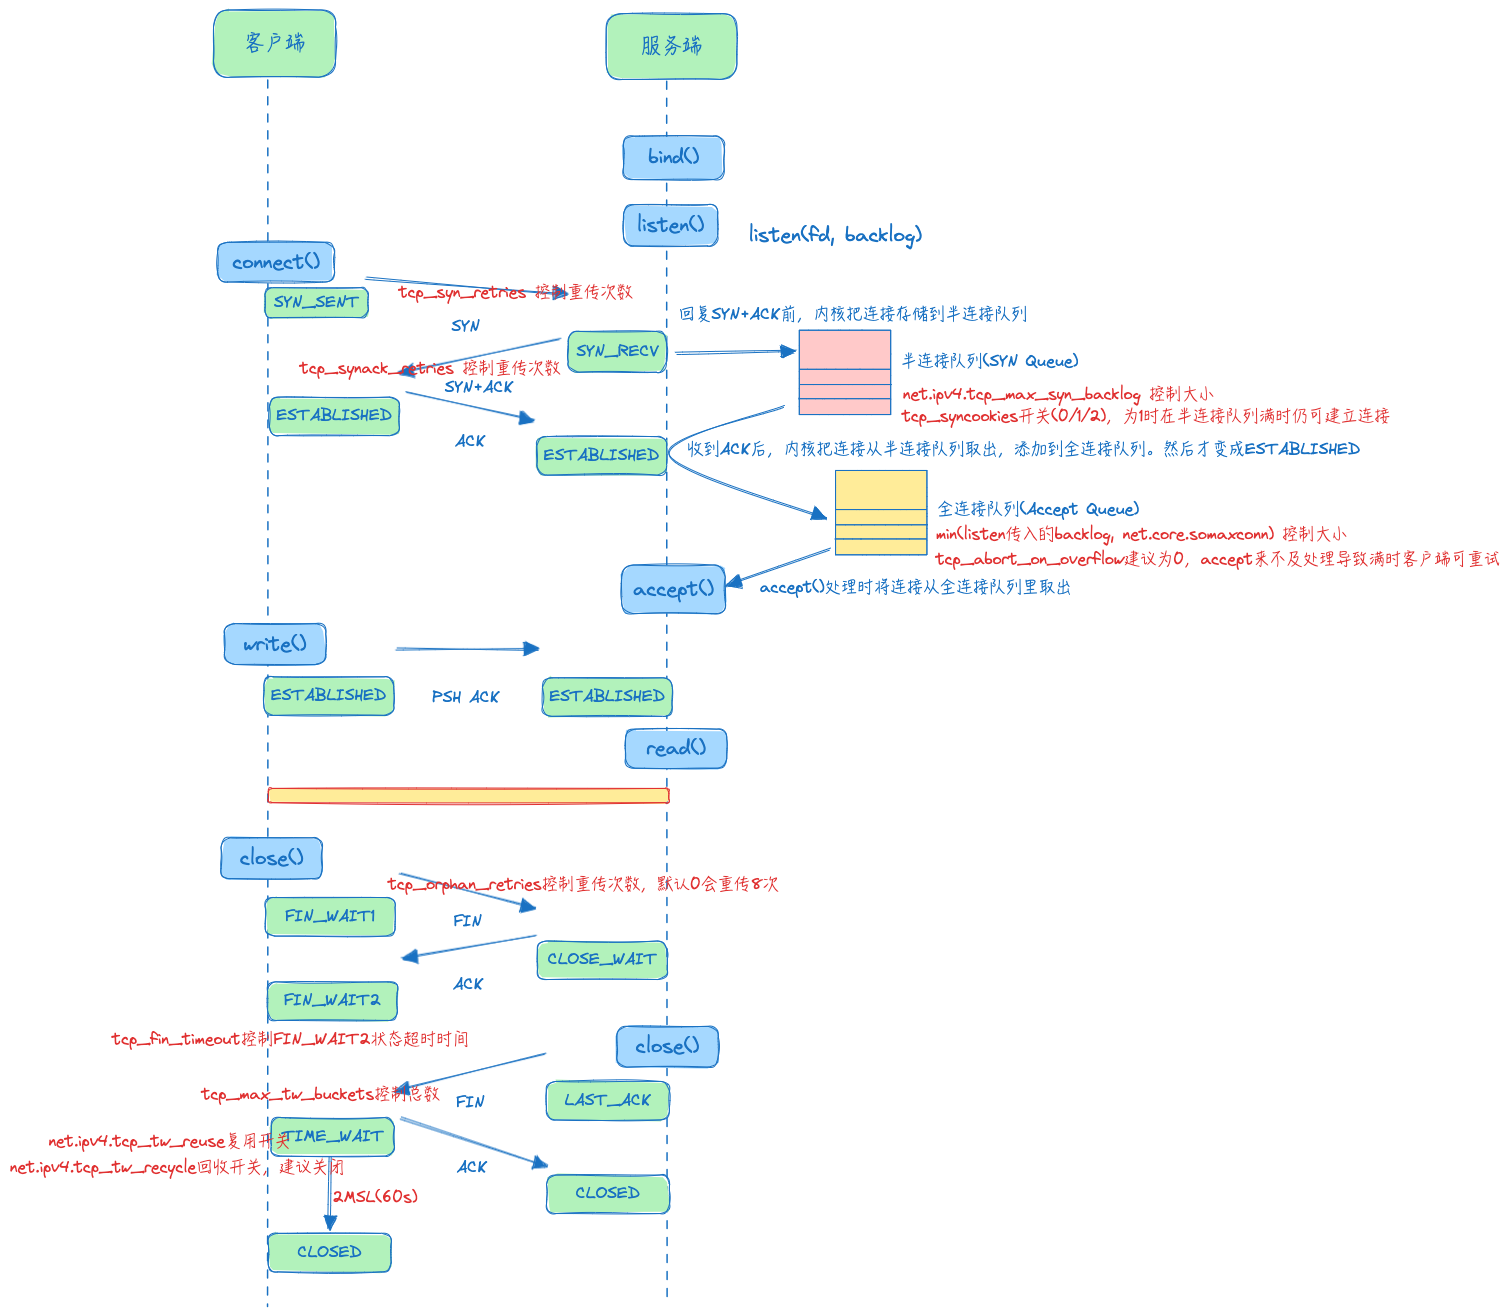 客户端
服务端
bind()
listen()
listen(fd, backlog)
connect()
SYN_SENT
tcp_syn_retries 控制重传次数
SYN
回复SYN+ACK前，内核把连接存储到半连接队列
SYN_RECV
半连接队列(SYN Queue)
tcp_synack_retries 控制重传次数
SYN+ACK
net.ipv4.tcp_max_syn_backlog 控制大小
tcp_syncookies开关(0/1/2)，为1时在半连接队列满时仍可建立连接
ESTABLISHED
ACK
ESTABLISHED
收到ACK后，内核把连接从半连接队列取出，添加到全连接队列。然后才变成ESTABLISHED
全连接队列(Accept Queue)
min(listen传入的backlog, net.core.somaxconn) 控制大小
tcp_abort_on_overflow建议为0，accept来不及处理导致满时客户端可重试
accept()
accept()处理时将连接从全连接队列里取出
write()
ESTABLISHED
PSH ACK
ESTABLISHED
read()
close()
tcp_orphan_retries控制重传次数，默认0会重传8次
FIN_WAIT1
FIN
CLOSE_WAIT
ACK
FIN_WAIT2
tcp_fin_timeout控制FIN_WAIT2状态超时时间
close()
tcp_max_tw_buckets控制总数
FIN
LAST_ACK
TIME_WAIT
net.ipv4.tcp_tw_reuse复用开关
net.ipv4.tcp_tw_recycle回收开关，建议关闭
ACK
2MSL(60s)
CLOSED
CLOSED